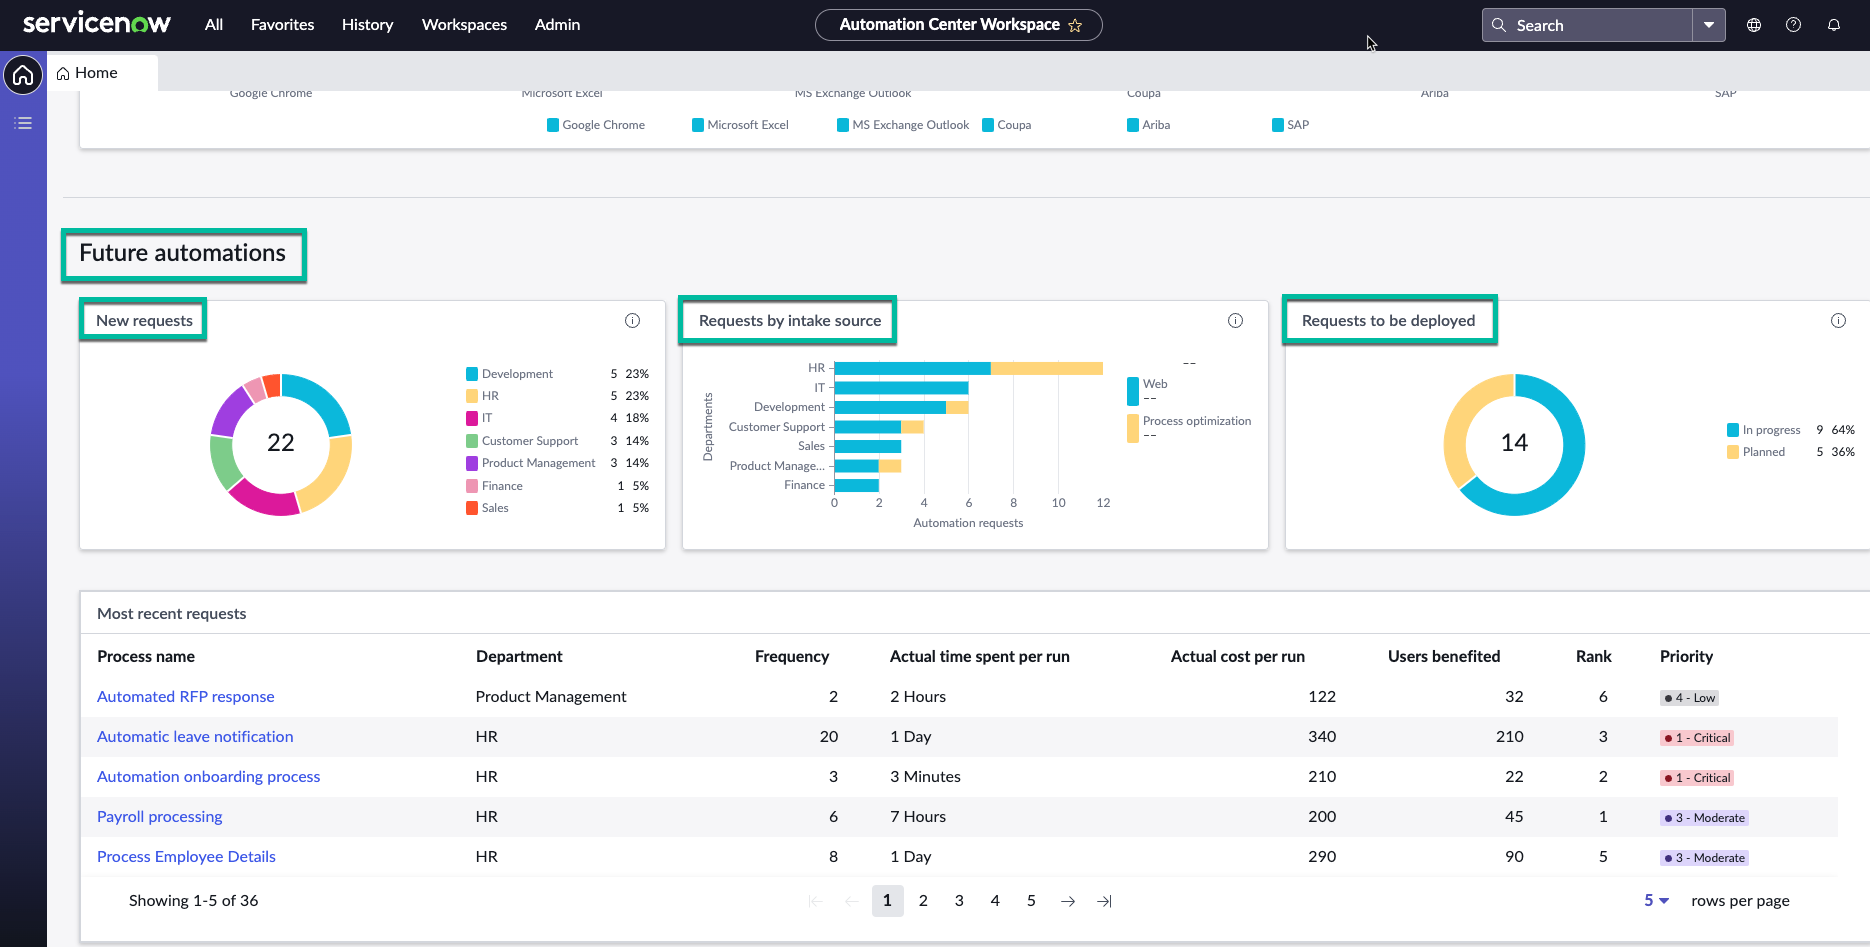 servicenow All Favorites History Workspaces Admin Automation Center Workspace Search
Home
Google Chrome Microsoft Excel MS Exchange Outlook Coupa Ariba SAP
Google Chrome Microsoft Excel MS Exchange Outlook Coupa Ariba SAP
Future automations
New requests
22
Development 5 23%
HR 5 23%
IT 4 18%
Customer Support 3 14%
Product Management 3 14%
Finance 1 5%
Sales 1 5%
Requests by intake source
Departments
HR
IT
Development
Customer Support
Sales
Product Manage...
Finance
0 2 4 6 8 10 12
Automation requests
--
Web
--
Process optimization
--
Requests to be deployed
14
In progress 9 64%
Planned 5 36%
Most recent requests
Process name Department Frequency Actual time spent per run Actual cost per run Users benefited Rank Priority
Automated RFP response Product Management 2 2 Hours 122 32 6 4 - Low
Automatic leave notification HR 20 1 Day 340 210 3 1 - Critical
Automation onboarding process HR 3 3 Minutes 210 22 2 1 - Critical
Payroll processing HR 6 7 Hours 200 45 1 3 - Moderate
Process Employee Details HR 8 1 Day 290 90 5 3 - Moderate
Showing 1-5 of 36 1 2 3 4 5 5 rows per page